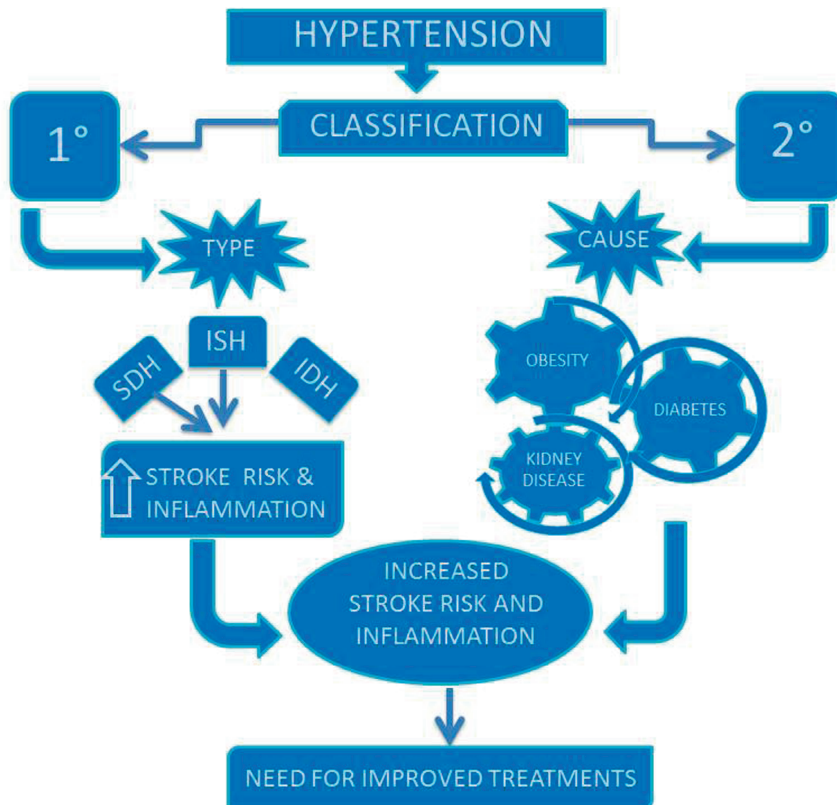 HYPERTENSION
CLASSIFICATION
1°
2°
TYPE
CAUSE
SDH
ISH
IDH
OBESITY
DIABETES
KIDNEY
DISEASE
STROKE RISK &
INFLAMMATION
INCREASED
STROKE RISK AND
INFLAMMATION
NEED FOR IMPROVED TREATMENTS